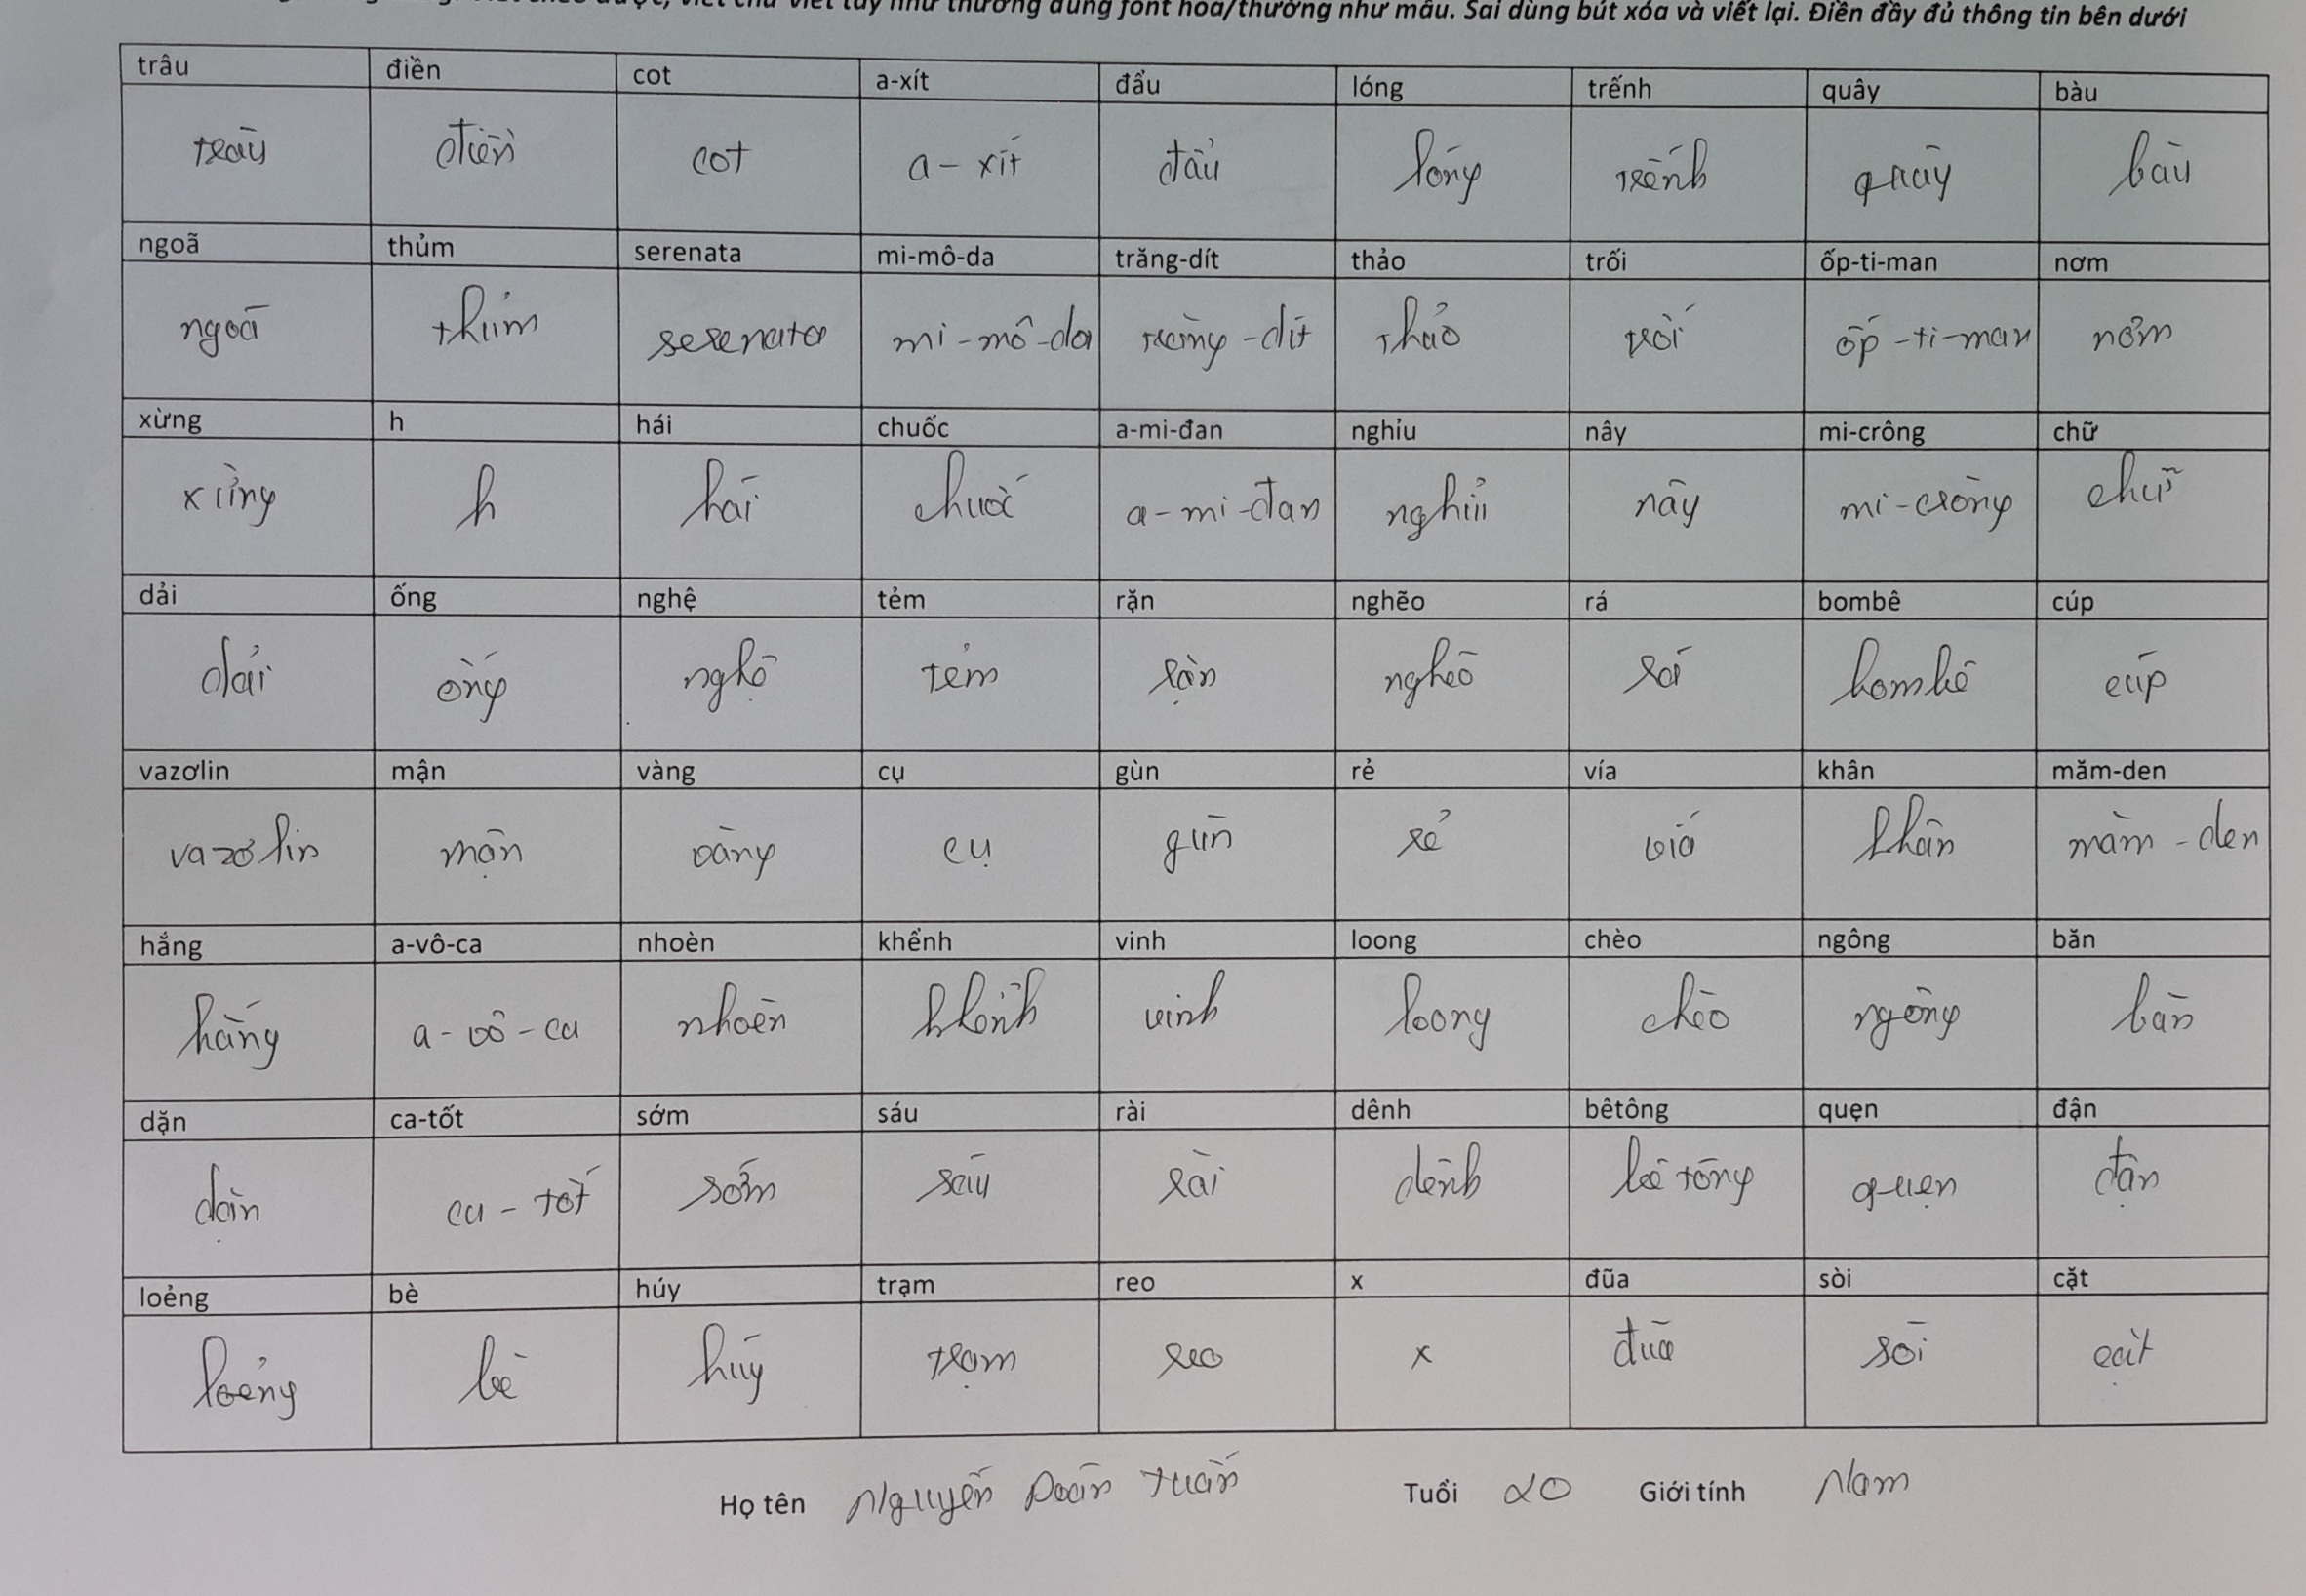 viết chữ viết tay như thường dùng font hoa/thường như mẫu. Sai dùng bút xóa và viết lại. Điền đầy đủ thông tin bên dưới
trâu điền cot a-xít đẩu lóng trếnh quây bàu
trâu điền cot a-xít đẩu lóng trếnh quây bàu
ngoã thủm serenata mi-mô-da trăng-dít thảo trối ốp-ti-man nơm
ngoã thủm serenata mi-mô-da trăng-dít thảo trối ốp-ti-man nơm
xừng h hái chuốc a-mi-đan nghỉu nây mi-crông chữ
xừng h hái chuốc a-mi-đan nghỉu nây mi-crông chữ
dải ống nghệ tẻm rặn nghẽo rá bombê cúp
dải ống nghệ tẻm rặn nghẽo rá bombê cúp
vazơlin mận vàng cụ gùn rẻ vía khân măm-den
vazơlin mận vàng cụ gùn rẻ vía khân măm-den
hắng a-vô-ca nhoèn khểnh vinh loong chèo ngông băn
hắng a-vô-ca nhoèn khểnh vinh loong chèo ngông băn
dặn ca-tốt sớm sáu rài dênh bêtông quẹn đận
dặn ca-tốt sớm sáu rài dênh bêtông quẹn đận
loẻng bè húy trạm reo x đũa sòi cặt
loẻng bè húy trạm reo x đũa sòi cặt
Họ tên Nguyễn Doãn Tuấn Tuổi 20 Giới tính Nam